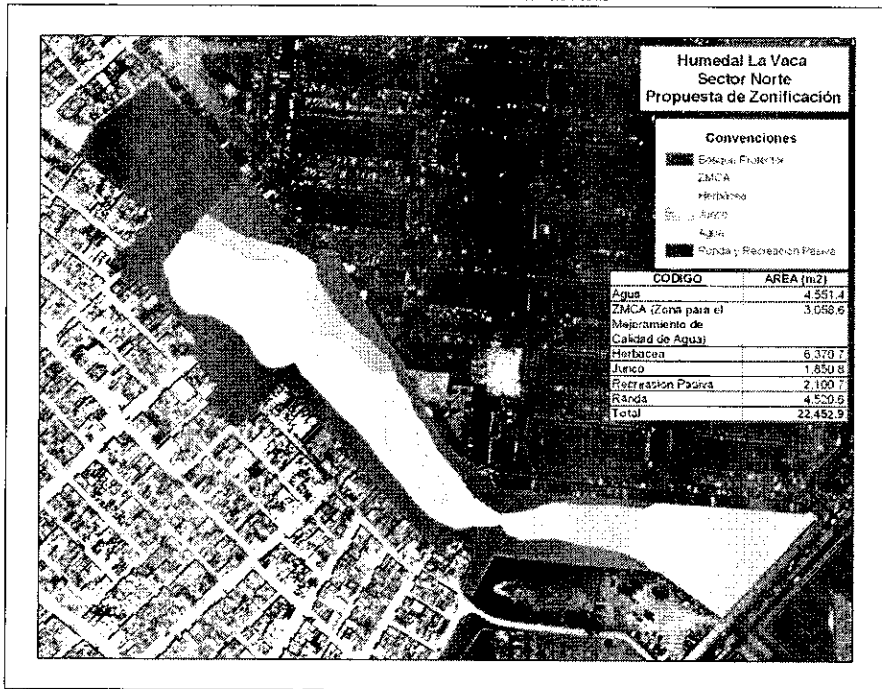 Humedal La Vaca
Sector Norte
Propuesta de Zonificación
Convenciones
Bosque Protector
ZMCA
Herbácea
Junco
Agua
Ronda y Recreación Pasiva
CODIGO AREA (m2)
Agua 4.551.4
ZMCA (Zona para el 3.058.6
Mejoramiento de
Calidad de Agua)
Herbacea 6.370.7
Junco 1.850.8
Recreasion Pasiva 2.100.7
Ronda 4.520.6
Total 22.452.9